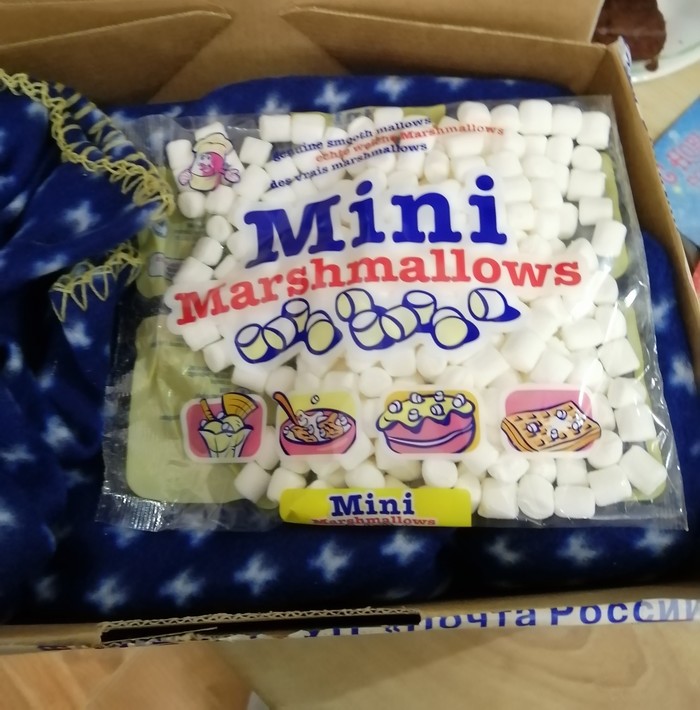 genuine smooth mallows
echte weiche Marshmallows
des vrais marshmallows
Mini
Marshmallows
Mini
Marshmallows
«Почта России